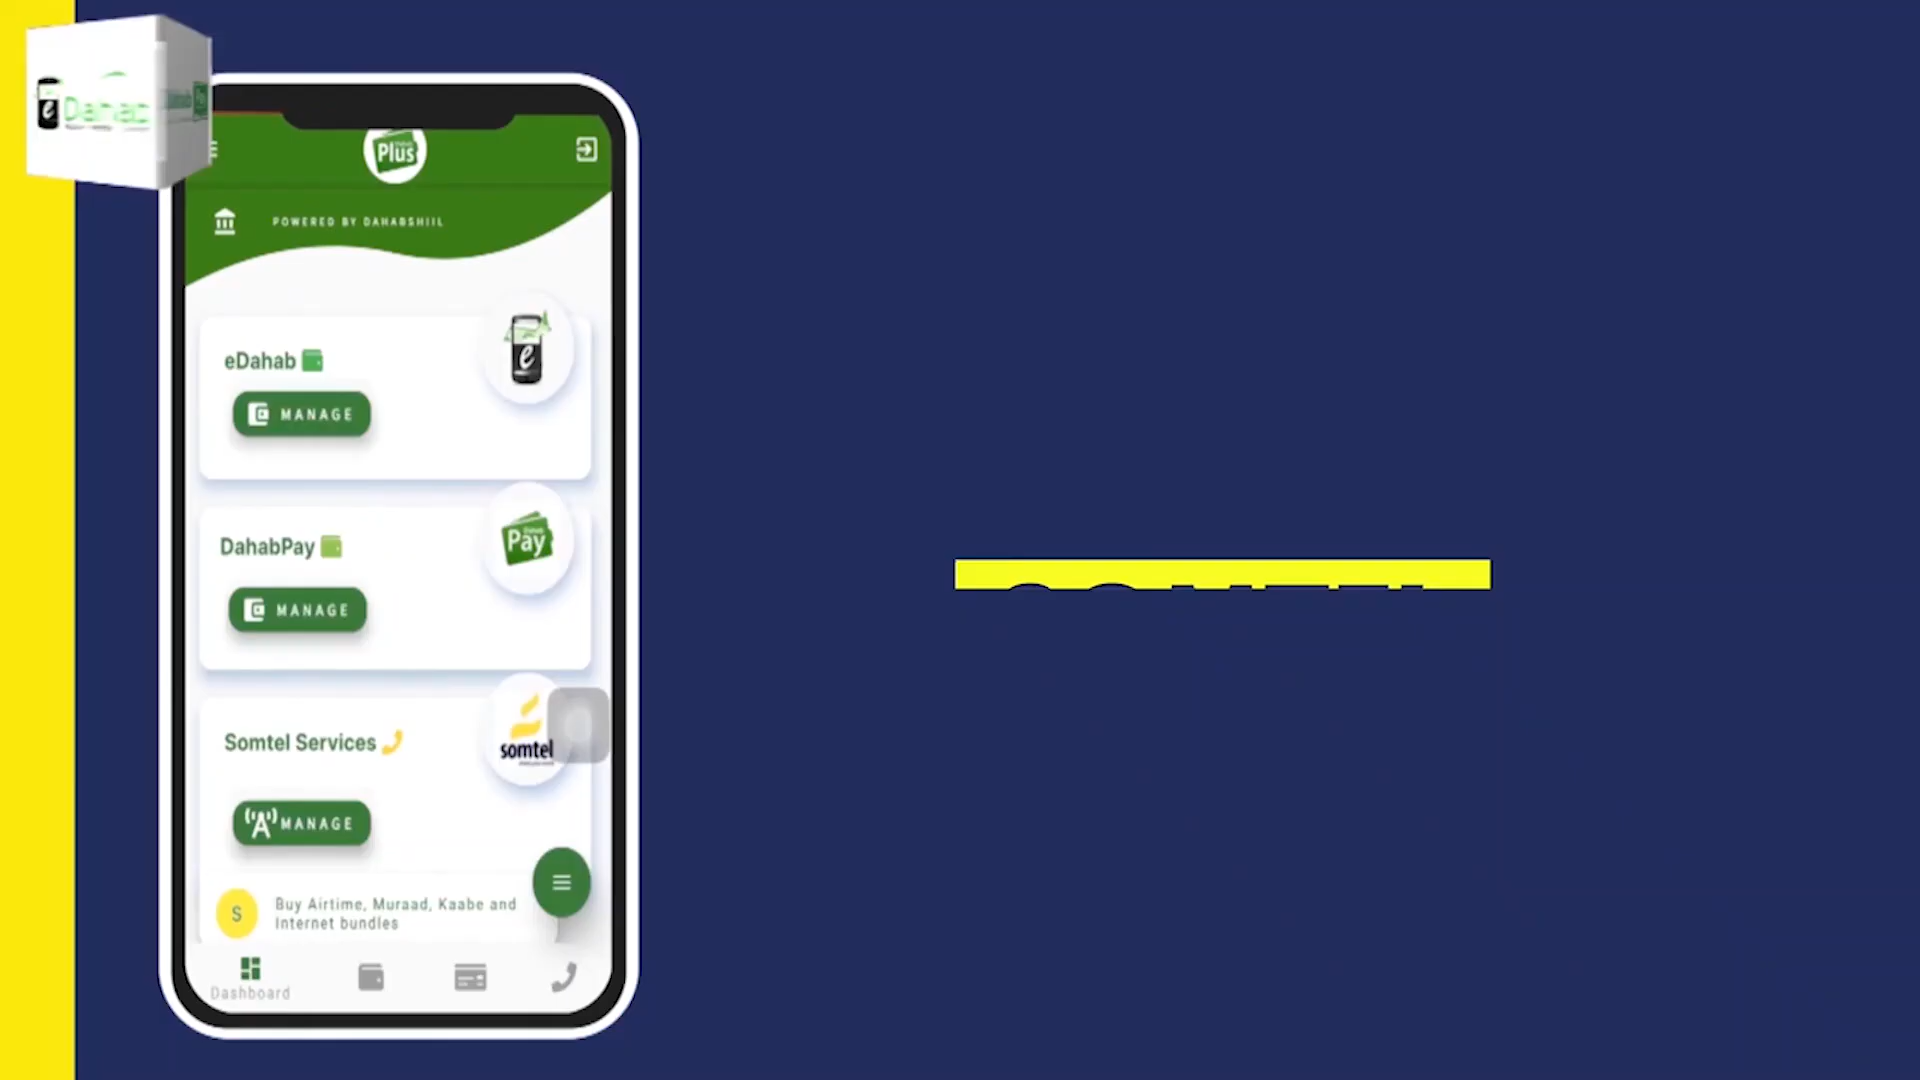 e Dahab
Plus
POWERED BY DAHABSHIIL
eDahab
e
MANAGE
DahabPay
Pay
MANAGE
Somtel Services
somtel
MANAGE
S
Buy Airtime, Muraad, Kaabe and
Internet bundles
Dashboard